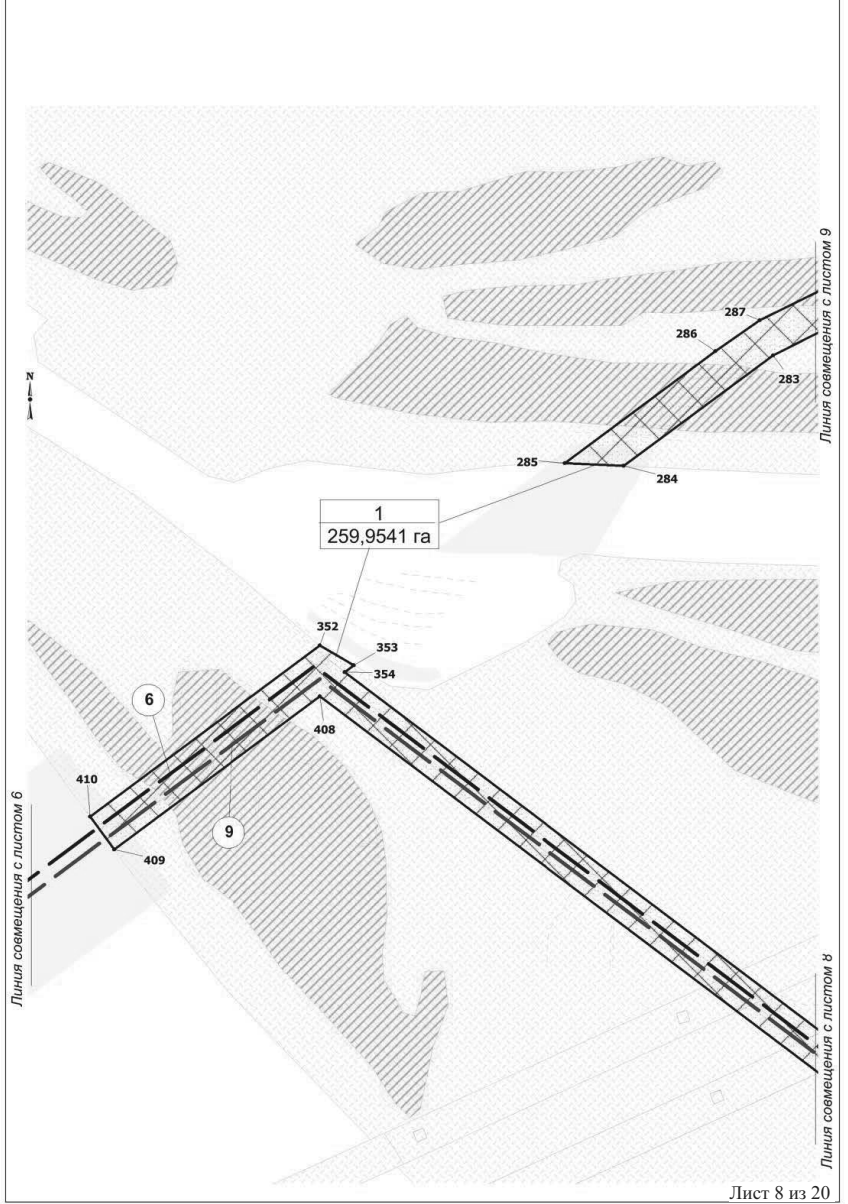 Линия совмещения с листом 9
287
286
283
N
285
284
1
259,9541 га
352
353
354
6
408
410
9
409
Линия совмещения с листом 6
Линия совмещения с листом 8
Лист 8 из 20